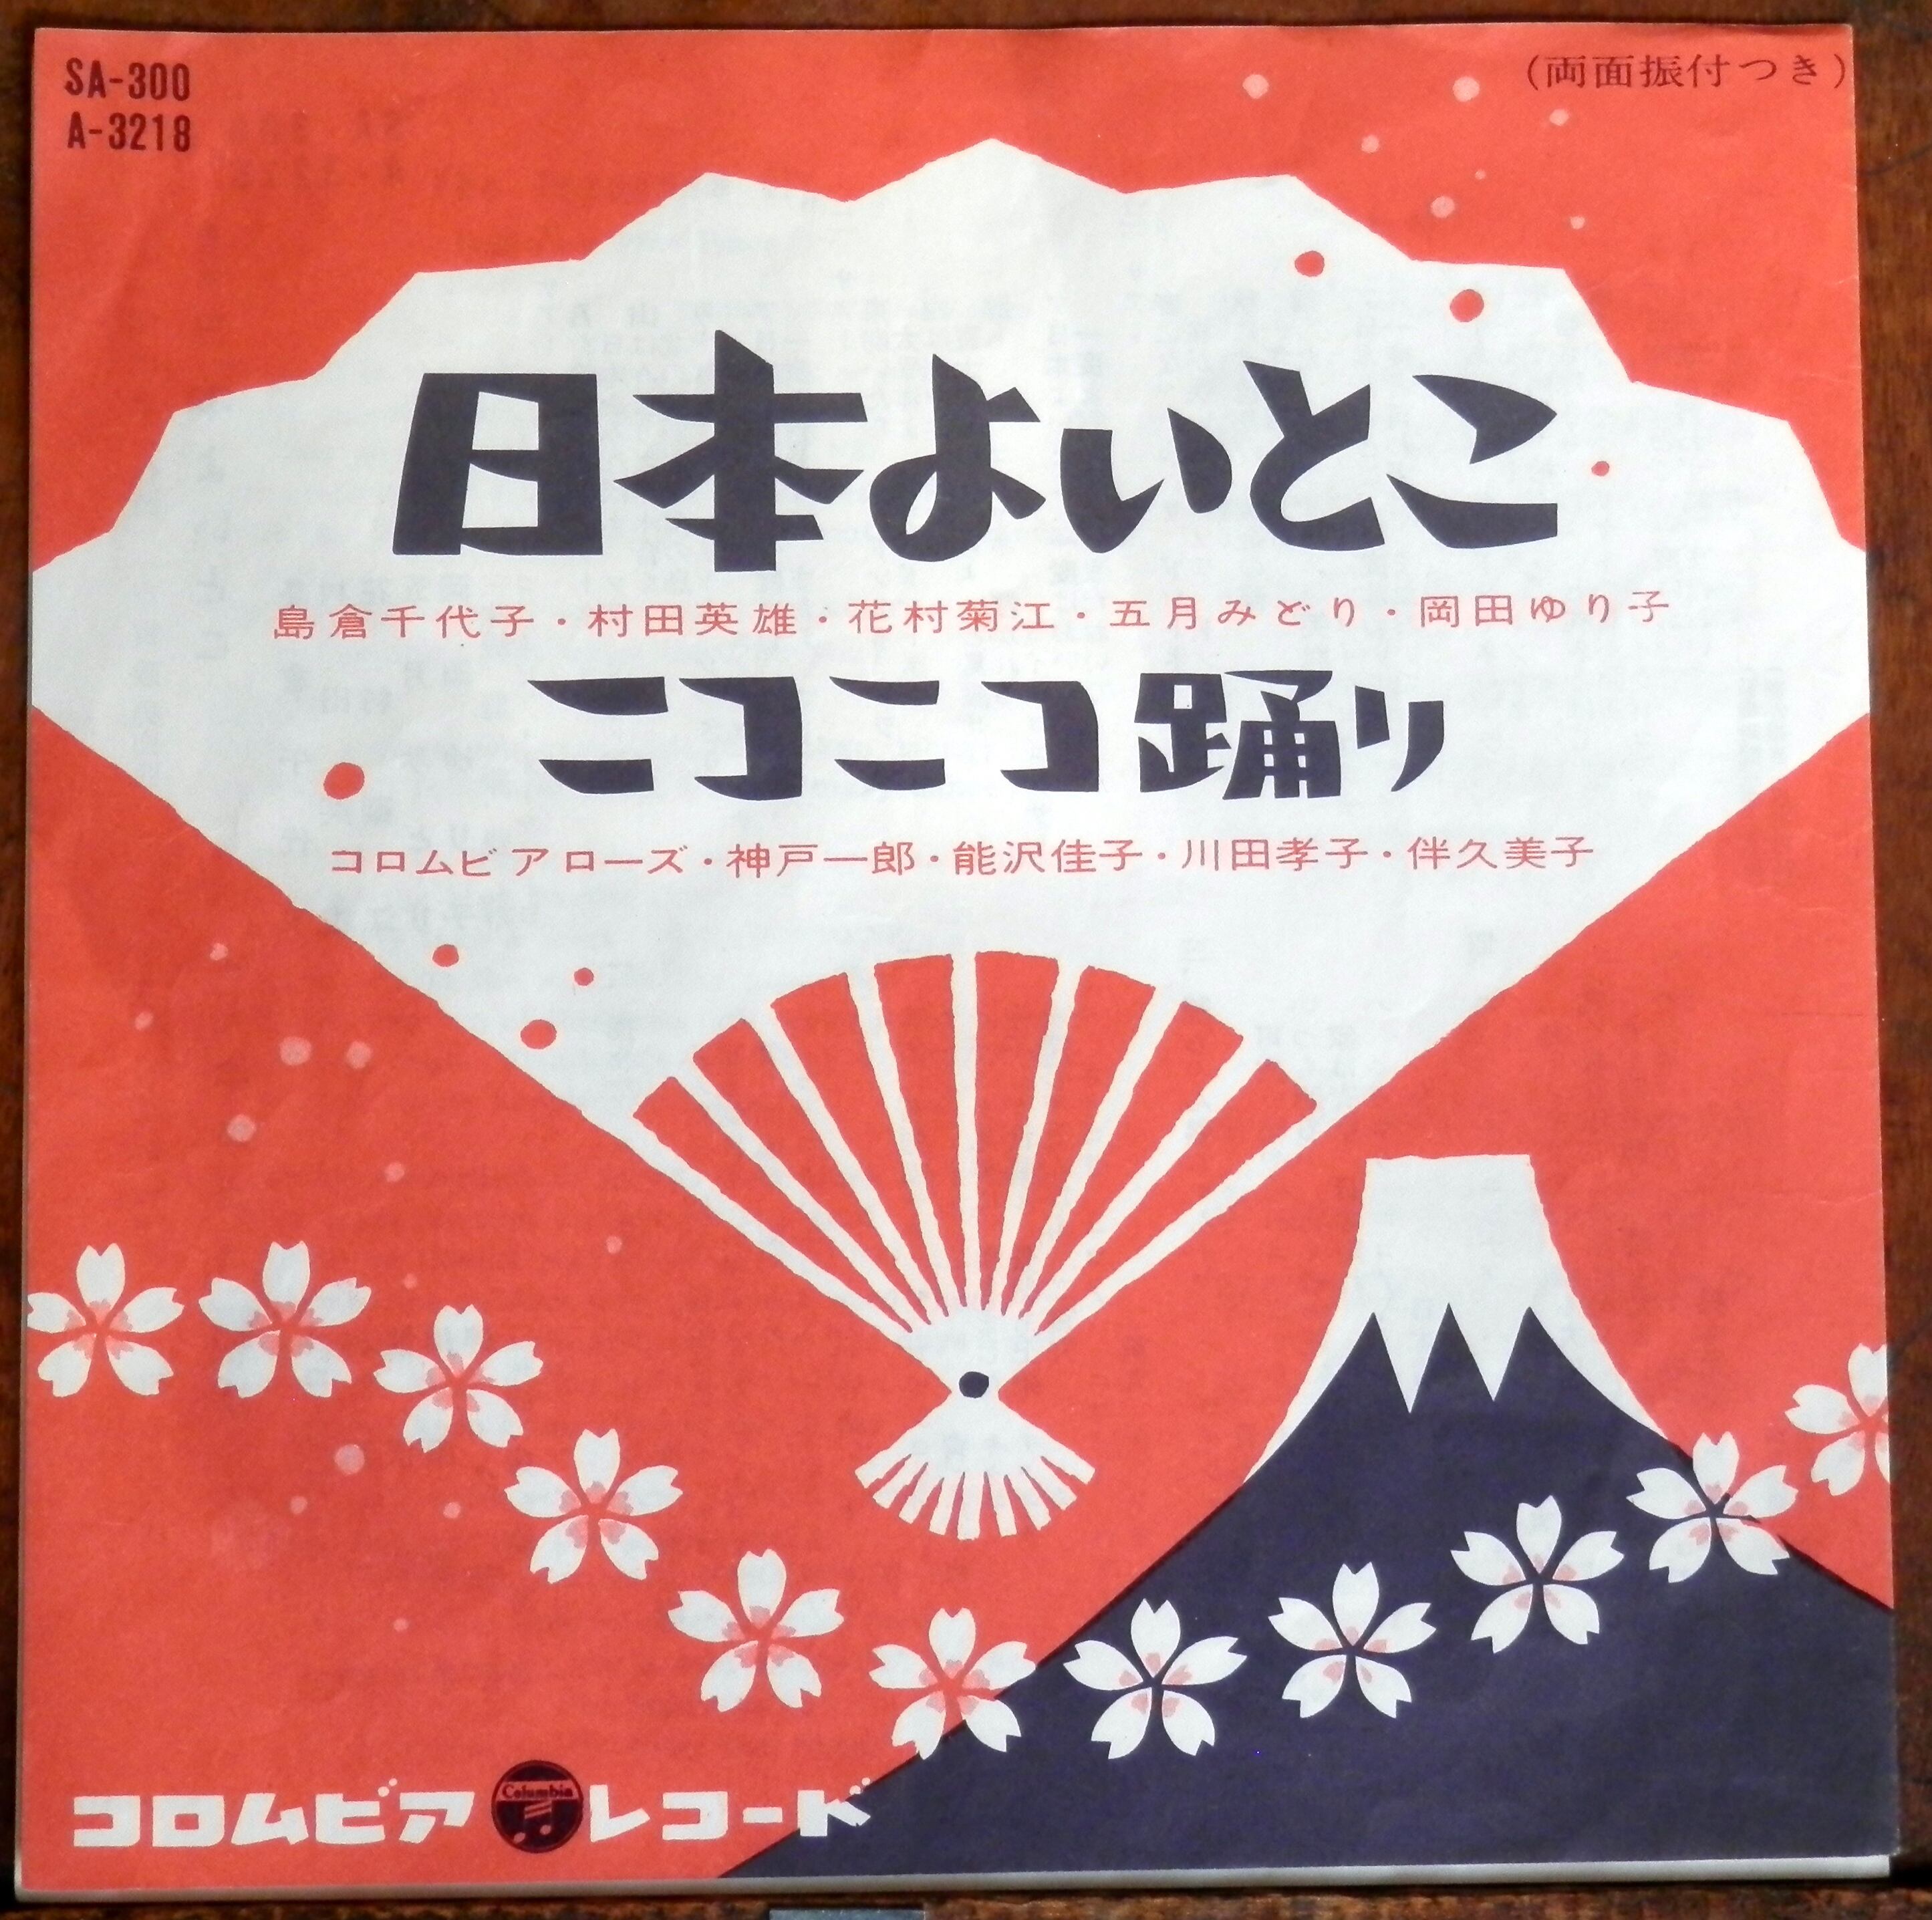 SA-300
A-3218
(両面振付つき)
日本よいとこ
島倉千代子・村田英雄・花村菊江・五月みどり・岡田ゆり子
ニコニコ踊り
コロムビアローズ・神戸一郎・能沢佳子・川田孝子・伴久美子
コロムビア Columbia レコード